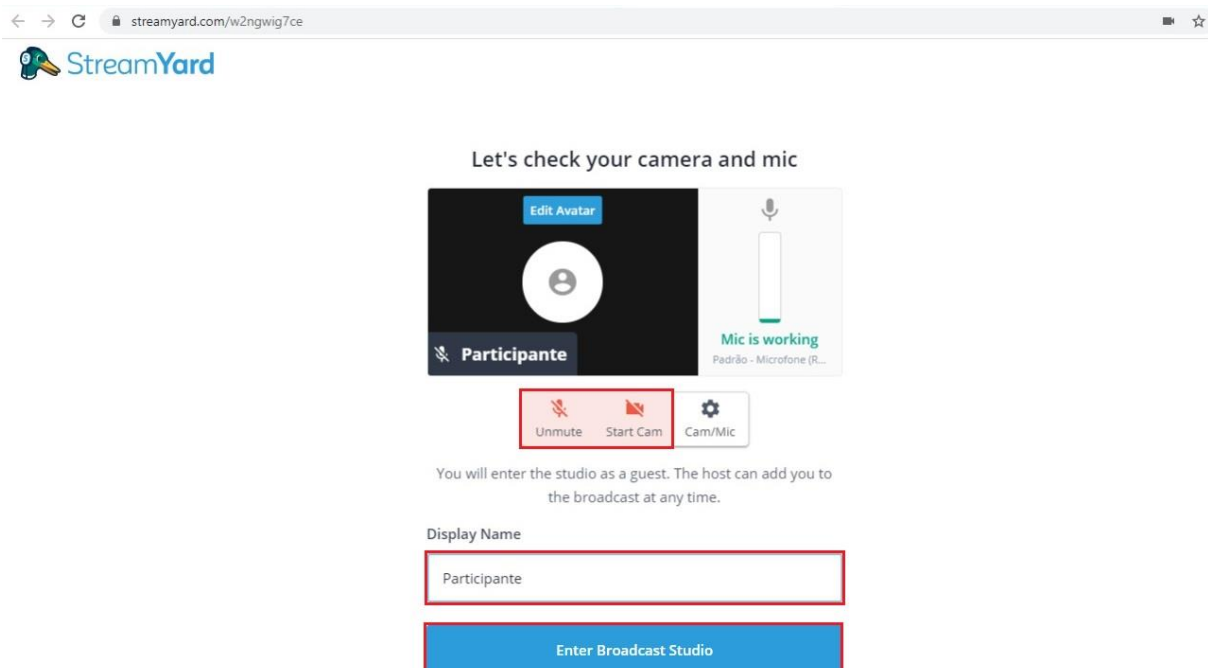 streamyard.com/w2ngwig7ce
StreamYard
Let's check your camera and mic
Edit Avatar
Participante
Mic is working
Padrão - Microfone (R...
Unmute Start Cam Cam/Mic
You will enter the studio as a guest. The host can add you to
the broadcast at any time.
Display Name
Participante
Enter Broadcast Studio